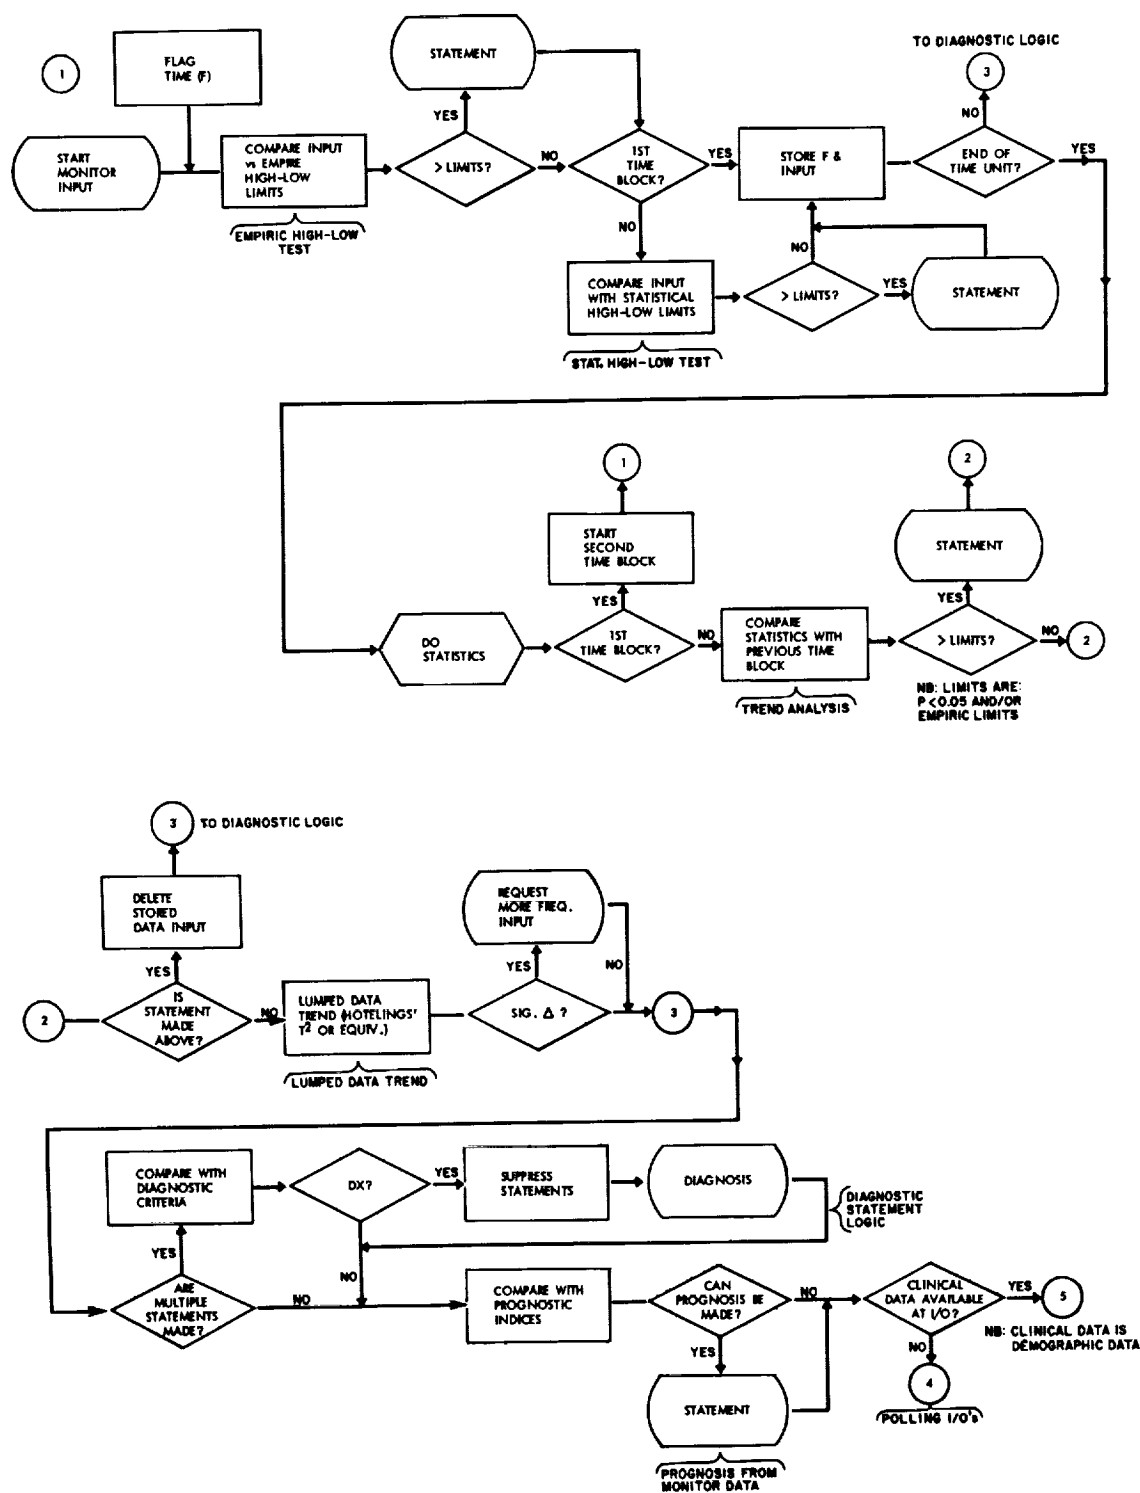 TO DIAGNOSTIC LOGIC
1
FLAG
TIME (F)
STATEMENT
3
YES
NO
START
MONITOR
INPUT
COMPARE INPUT
vs EMPIRE
HIGH-LOW
LIMITS
> LIMITS?
NO
1ST
TIME
BLOCK?
YES
STORE F &
INPUT
END OF
TIME UNIT?
YES
EMPIRIC HIGH-LOW
TEST
NO
NO
COMPARE INPUT
WITH STATISTICAL
HIGH-LOW LIMITS
> LIMITS?
YES
STATEMENT
STAT. HIGH-LOW TEST
1
2
START
SECOND
TIME BLOCK
STATEMENT
YES
YES
DO
STATISTICS
1ST
TIME BLOCK?
NO
COMPARE
STATISTICS WITH
PREVIOUS TIME
BLOCK
> LIMITS?
NO
2
TREND ANALYSIS
NB: LIMITS ARE:
P<0.05 AND/OR
EMPIRIC LIMITS
3
TO DIAGNOSTIC LOGIC
DELETE
STORED
DATA INPUT
REQUEST
MORE FREQ.
INPUT
YES
YES
NO
2
IS
STATEMENT
MADE
ABOVE?
NO
LUMPED DATA
TREND (HOTELINGS'
T² OR EQUIV.)
SIG. Δ ?
3
LUMPED DATA TREND
COMPARE WITH
DIAGNOSTIC
CRITERIA
DX?
YES
SUPPRESS
STATEMENTS
DIAGNOSIS
DIAGNOSTIC
STATEMENT
LOGIC
YES
NO
ARE
MULTIPLE
STATEMENTS
MADE?
NO
COMPARE WITH
PROGNOSTIC
INDICES
CAN
PROGNOSIS BE
MADE?
NO
CLINICAL
DATA AVAILABLE
AT I/O?
YES
5
NB: CLINICAL DATA IS
DEMOGRAPHIC DATA
YES
NO
STATEMENT
4
POLLING I/O's
PROGNOSIS FROM
MONITOR DATA